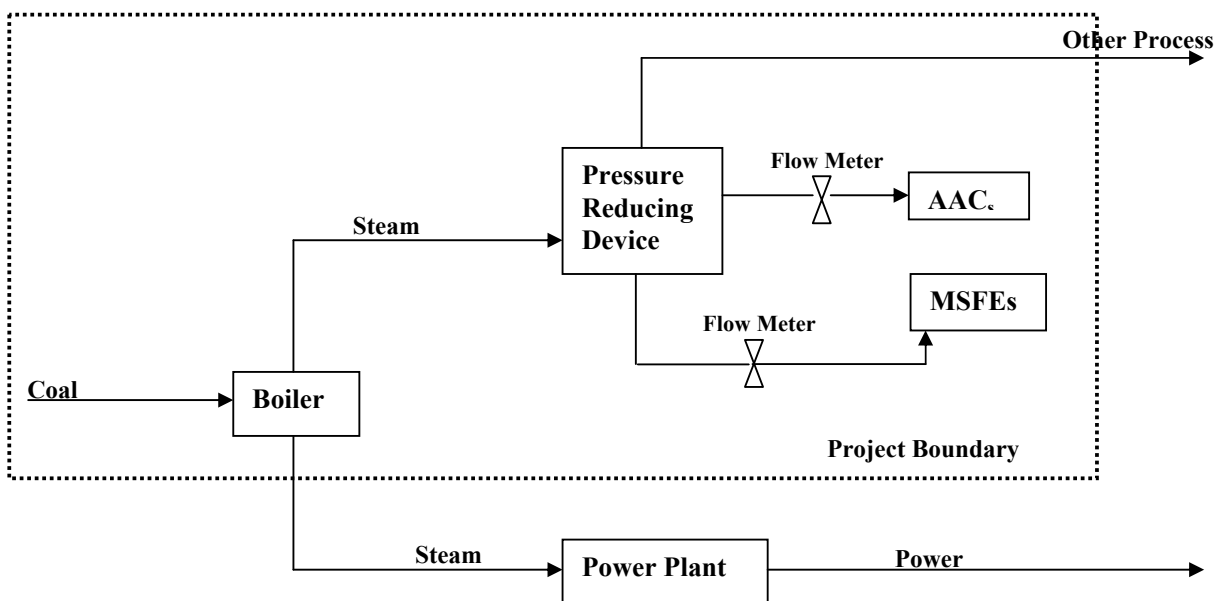 Other Process
Flow Meter
Pressure
Reducing
Device
AACs
Steam
MSFEs
Flow Meter
Coal
Boiler
Project Boundary
Steam
Power Plant
Power